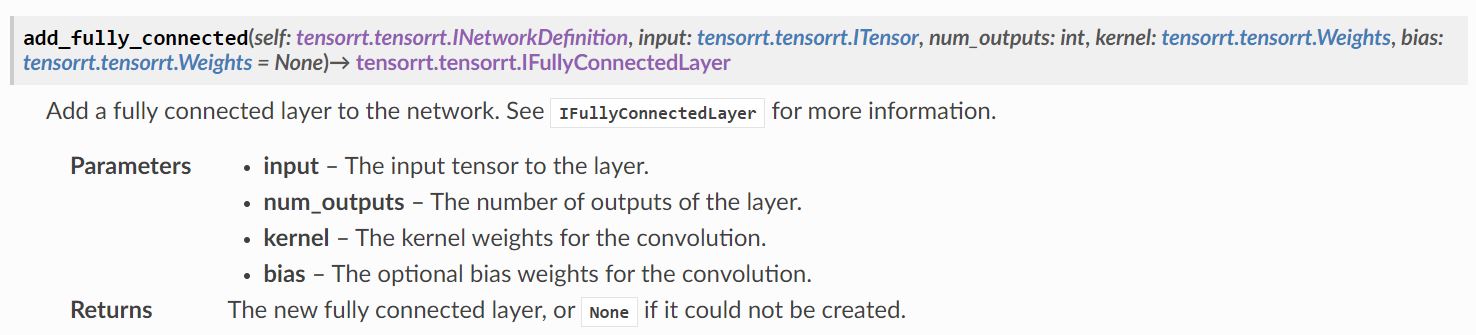 add_fully_connected(self: tensorrt.tensorrt.INetworkDefinition, input: tensorrt.tensorrt.ITensor, num_outputs: int, kernel: tensorrt.tensorrt.Weights, bias:
tensorrt.tensorrt.Weights = None)→ tensorrt.tensorrt.IFullyConnectedLayer
Add a fully connected layer to the network. See IFullyConnectedLayer for more information.
Parameters • input – The input tensor to the layer.
• num_outputs – The number of outputs of the layer.
• kernel – The kernel weights for the convolution.
• bias – The optional bias weights for the convolution.
Returns The new fully connected layer, or None if it could not be created.